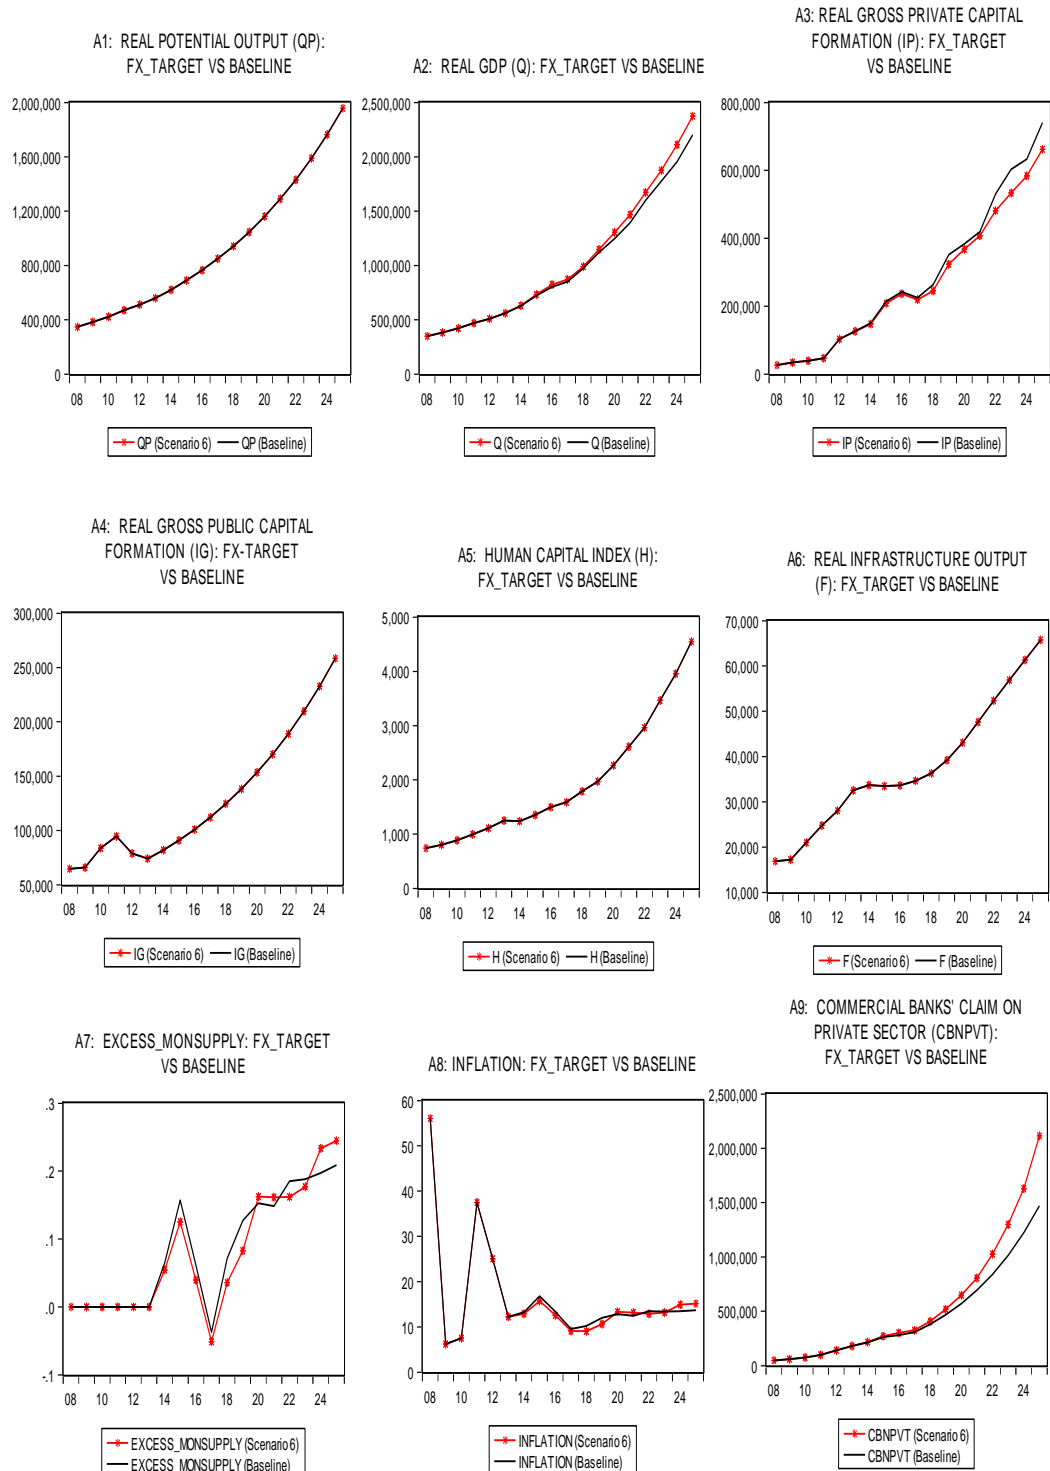 A1: REAL POTENTIAL OUTPUT (QP):
FX_TARGET VS BASELINE
2,000,000
1,600,000
1,200,000
800,000
400,000
0
08 10 12 14 16 18 20 22 24
QP (Scenario 6) QP (Baseline)
A2: REAL GDP (Q): FX_TARGET VS BASELINE
2,500,000
2,000,000
1,500,000
1,000,000
500,000
0
08 10 12 14 16 18 20 22 24
Q (Scenario 6) Q (Baseline)
A3: REAL GROSS PRIVATE CAPITAL
FORMATION (IP): FX_TARGET
VS BASELINE
800,000
600,000
400,000
200,000
0
08 10 12 14 16 18 20 22 24
IP (Scenario 6) IP (Baseline)
A4: REAL GROSS PUBLIC CAPITAL
FORMATION (IG): FX-TARGET
VS BASELINE
300,000
250,000
200,000
150,000
100,000
50,000
08 10 12 14 16 18 20 22 24
IG (Scenario 6) IG (Baseline)
A5: HUMAN CAPITAL INDEX (H):
FX_TARGET VS BASELINE
5,000
4,000
3,000
2,000
1,000
0
08 10 12 14 16 18 20 22 24
H (Scenario 6) H (Baseline)
A6: REAL INFRASTRUCTURE OUTPUT
(F): FX_TARGET VS BASELINE
70,000
60,000
50,000
40,000
30,000
20,000
10,000
08 10 12 14 16 18 20 22 24
F (Scenario 6) F (Baseline)
A7: EXCESS_MONSUPPLY: FX_TARGET
VS BASELINE
.3
.2
.1
.0
-.1
08 10 12 14 16 18 20 22 24
EXCESS_MONSUPPLY (Scenario 6)
EXCESS_MONSUPPLY (Baseline)
A8: INFLATION: FX_TARGET VS BASELINE
60
50
40
30
20
10
0
08 10 12 14 16 18 20 22 24
INFLATION (Scenario 6)
INFLATION (Baseline)
A9: COMMERCIAL BANKS' CLAIM ON
PRIVATE SECTOR (CBNPVT):
FX_TARGET VS BASELINE
2,500,000
2,000,000
1,500,000
1,000,000
500,000
0
08 10 12 14 16 18 20 22 24
CBNPVT (Scenario 6)
CBNPVT (Baseline)